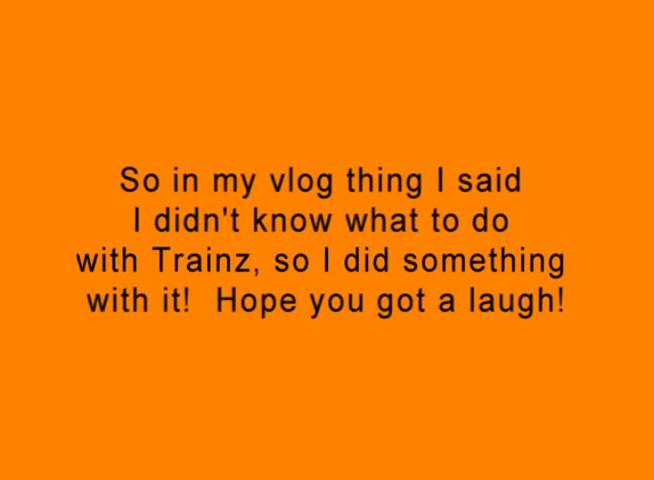 So in my vlog thing I said
I didn't know what to do
with Trainz, so I did something
with it!  Hope you got a laugh!